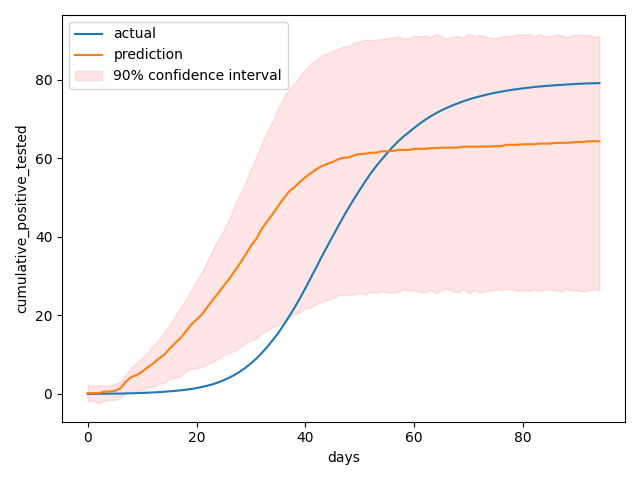 actual
prediction
90% confidence interval
cumulative_positive_tested
80
60
40
20
0
0 20 40 60 80
days